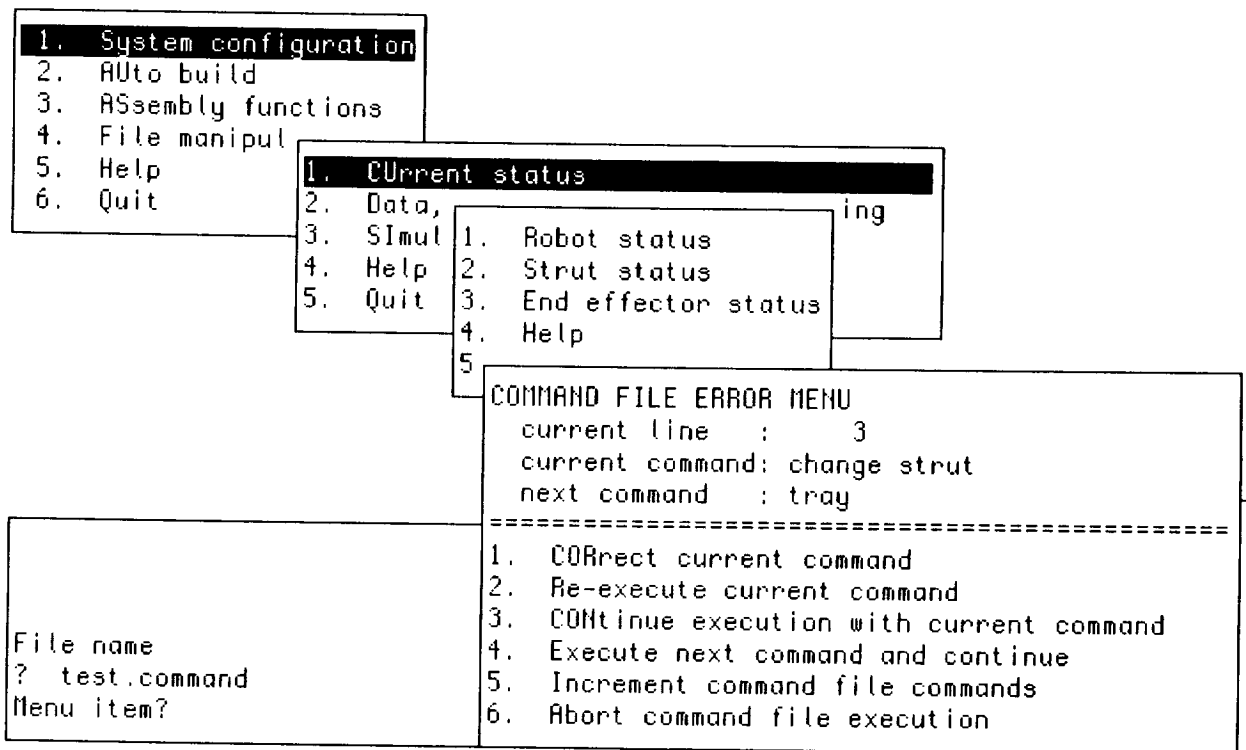 1. System configuration
2. AUto build
3. ASsembly functions
4. File manipul
5. Help
6. Quit
1. CUrrent status
2. Data, ing
3. SImul
4. Help
5. Quit
1. Robot status
2. Strut status
3. End effector status
4. Help
5
COMMAND FILE ERROR MENU
current line : 3
current command: change strut
next command : tray
================================================
1. CORrect current command
2. Re-execute current command
3. CONtinue execution with current command
4. Execute next command and continue
5. Increment command file commands
6. Abort command file execution
File name
? test.command
Menu item?